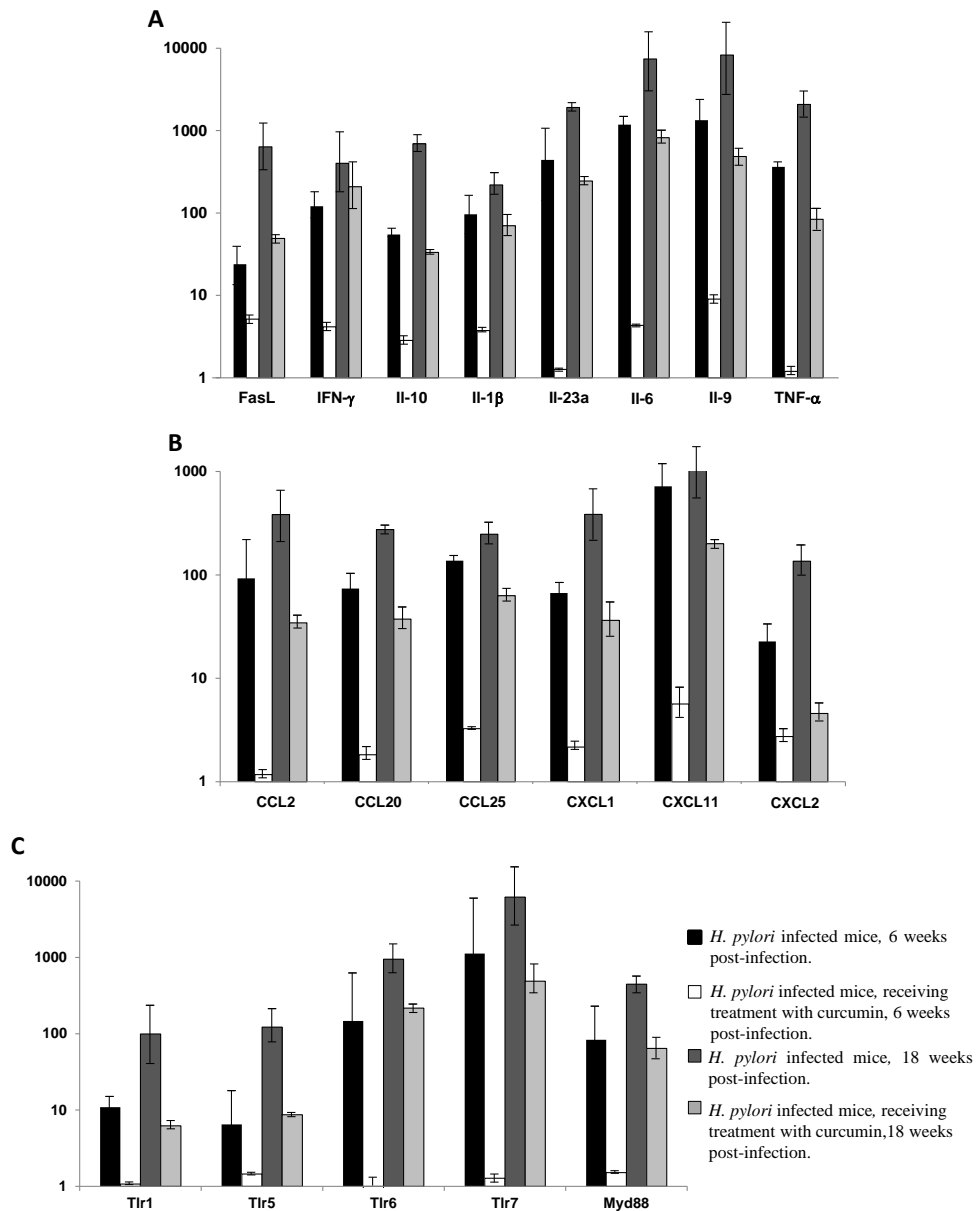 A
10000
1000
100
10
1
FasL IFN-γ Il-10 Il-1β Il-23a Il-6 Il-9 TNF-α
B
1000
100
10
1
CCL2 CCL20 CCL25 CXCL1 CXCL11 CXCL2
C
10000
1000
100
10
1
Tlr1 Tlr5 Tlr6 Tlr7 Myd88
H. pylori infected mice, 6 weeks
post-infection.
H. pylori infected mice, receiving
treatment with curcumin, 6 weeks
post-infection.
H. pylori infected mice, 18 weeks
post-infection.
H. pylori infected mice, receiving
treatment with curcumin,18 weeks
post-infection.